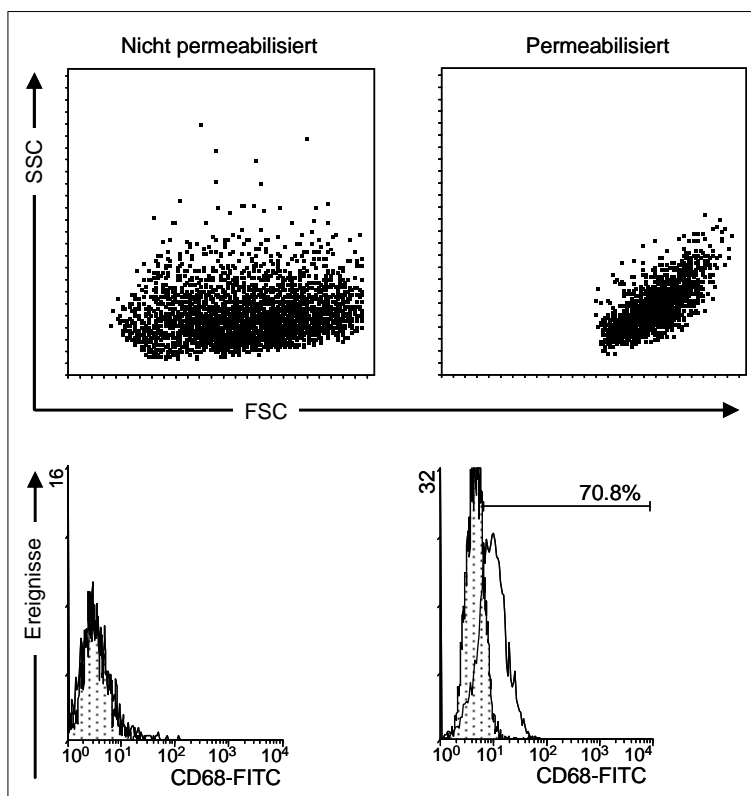 Nicht permeabilisiert
Permeabilisiert
SSC
FSC
Ereignisse
16
10⁰ 10¹ 10² 10³ 10⁴
CD68-FITC
32
70.8%
10⁰ 10¹ 10² 10³ 10⁴
CD68-FITC